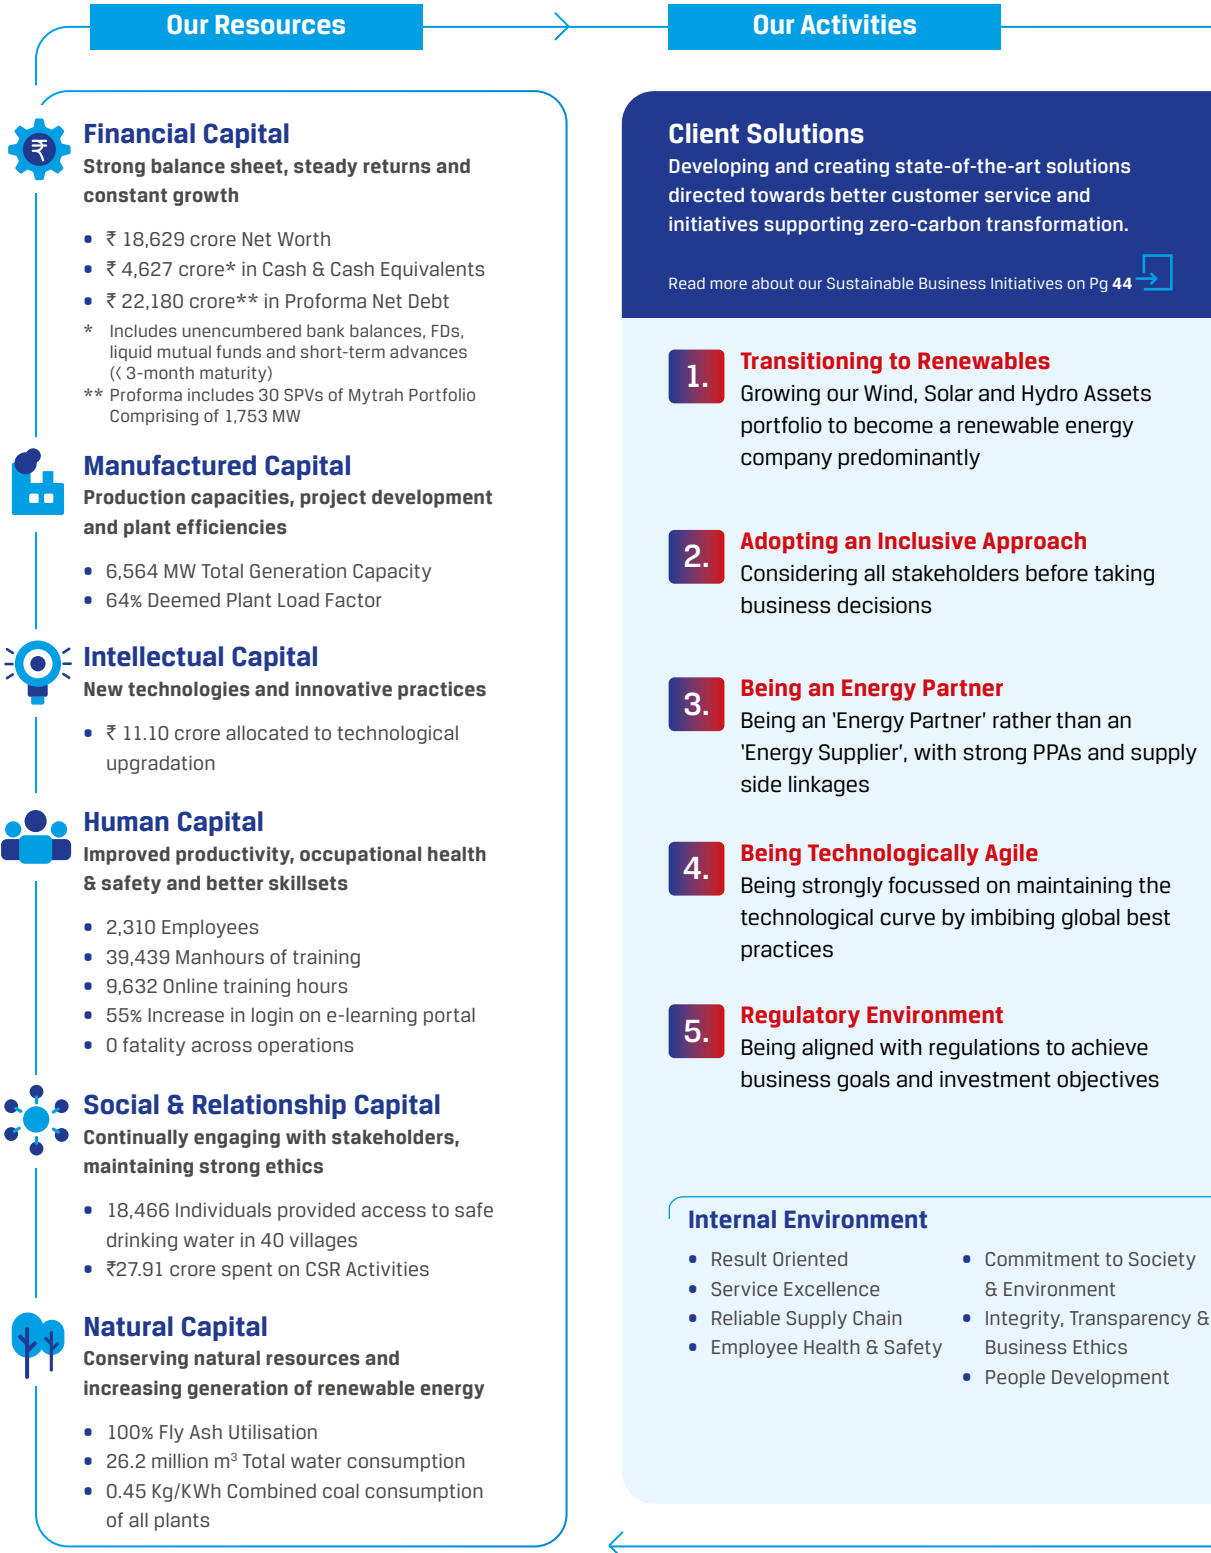 Our Resources
Financial Capital
Strong balance sheet, steady returns and
constant growth
• ₹ 18,629 crore Net Worth
• ₹ 4,627 crore* in Cash & Cash Equivalents
• ₹ 22,180 crore** in Proforma Net Debt
* Includes unencumbered bank balances, FDs,
liquid mutual funds and short-term advances
(< 3-month maturity)
** Proforma includes 30 SPVs of Mytrah Portfolio
Comprising of 1,753 MW
Manufactured Capital
Production capacities, project development
and plant efficiencies
• 6,564 MW Total Generation Capacity
• 64% Deemed Plant Load Factor
Intellectual Capital
New technologies and innovative practices
• ₹ 11.10 crore allocated to technological
upgradation
Human Capital
Improved productivity, occupational health
& safety and better skillsets
• 2,310 Employees
• 39,439 Manhours of training
• 9,632 Online training hours
• 55% Increase in login on e-learning portal
• 0 fatality across operations
Social & Relationship Capital
Continually engaging with stakeholders,
maintaining strong ethics
• 18,466 Individuals provided access to safe
drinking water in 40 villages
• ₹27.91 crore spent on CSR Activities
Natural Capital
Conserving natural resources and
increasing generation of renewable energy
• 100% Fly Ash Utilisation
• 26.2 million m³ Total water consumption
• 0.45 Kg/KWh Combined coal consumption
of all plants
Our Activities
Client Solutions
Developing and creating state-of-the-art solutions
directed towards better customer service and
initiatives supporting zero-carbon transformation.
Read more about our Sustainable Business Initiatives on Pg 44
1. Transitioning to Renewables
Growing our Wind, Solar and Hydro Assets
portfolio to become a renewable energy
company predominantly
2. Adopting an Inclusive Approach
Considering all stakeholders before taking
business decisions
3. Being an Energy Partner
Being an 'Energy Partner' rather than an
'Energy Supplier', with strong PPAs and supply
side linkages
4. Being Technologically Agile
Being strongly focussed on maintaining the
technological curve by imbibing global best
practices
5. Regulatory Environment
Being aligned with regulations to achieve
business goals and investment objectives
Internal Environment
• Result Oriented
• Service Excellence
• Reliable Supply Chain
• Employee Health & Safety
• Commitment to Society
& Environment
• Integrity, Transparency &
Business Ethics
• People Development